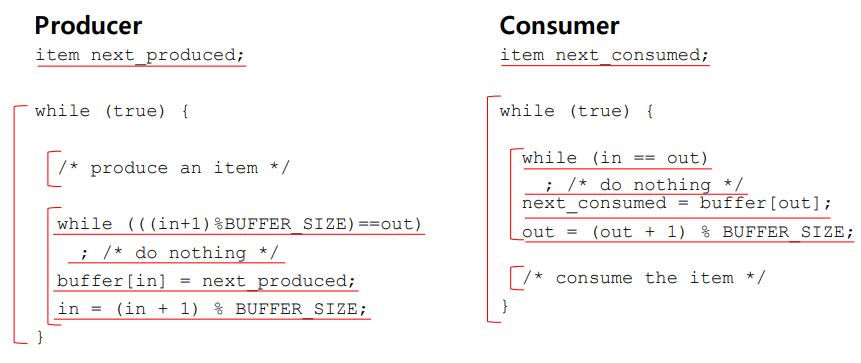 Producer
item next_produced;
while (true) {
/* produce an item */
while (((in+1)%BUFFER_SIZE)==out)
; /* do nothing */
buffer[in] = next_produced;
in = (in + 1) % BUFFER_SIZE;
}
Consumer
item next_consumed;
while (true) {
while (in == out)
; /* do nothing */
next_consumed = buffer[out];
out = (out + 1) % BUFFER_SIZE;
/* consume the item */
}